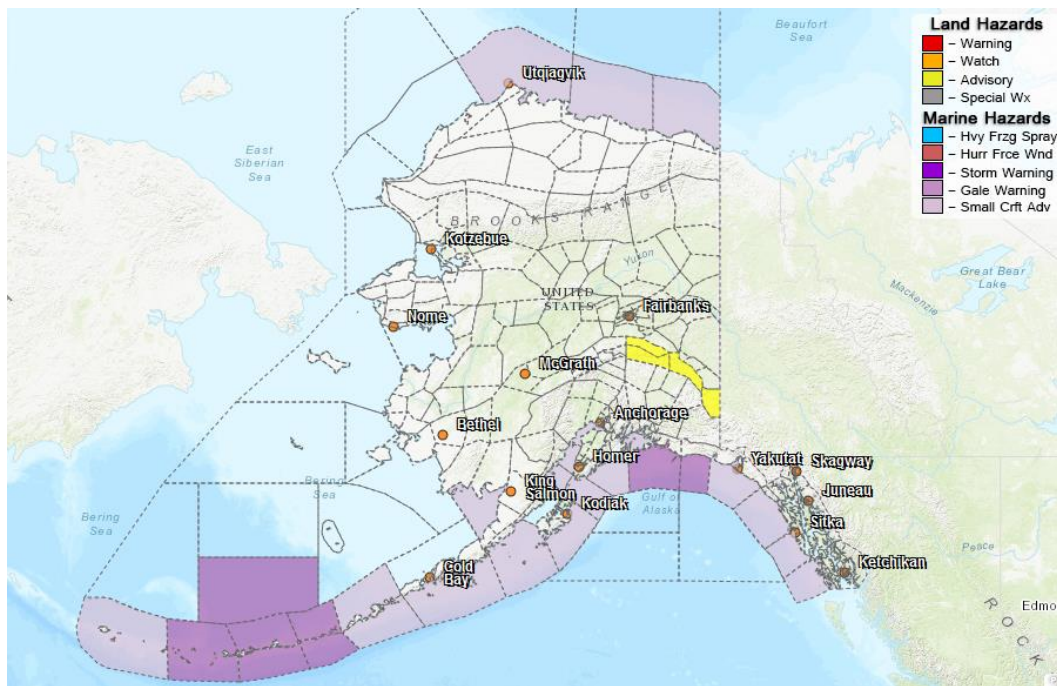 Beaufort
Sea
Land Hazards
– Warning
– Watch
– Advisory
– Special Wx
Marine Hazards
– Hvy Frzg Spray
– Hurr Frce Wnd
– Storm Warning
– Gale Warning
– Small Crft Adv
Utqiagvik
East
Siberian
Sea
BROOKS RANGE
Kotzebue
Yukon
Great Bear
Lake
Mackenzie
UNITED
STATES
Fairbanks
Nome
McGrath
Anchorage
Bethel
Homer
Yakutat
Skagway
King
Salmon
Kodiak
Gulf of
Alaska
Juneau
Bering
Sea
Bering
Sea
Sitka
Cold
Bay
Ketchikan
Peace
Edmo
ROCK